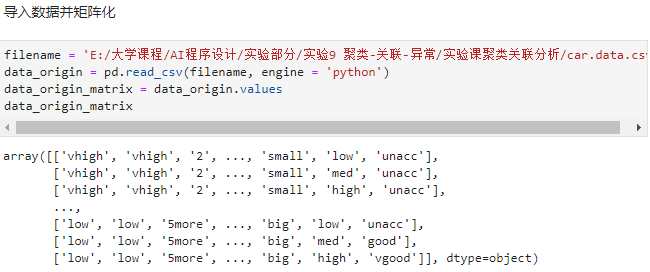 导入数据并矩阵化
filename = 'E:/大学课程/AI程序设计/实验部分/实验9 聚类-关联-异常/实验课聚类关联分析/car.data.cs
data_origin = pd.read_csv(filename, engine = 'python')
data_origin_matrix = data_origin.values
data_origin_matrix
array([['vhigh', 'vhigh', '2', ..., 'small', 'low', 'unacc'],
['vhigh', 'vhigh', '2', ..., 'small', 'med', 'unacc'],
['vhigh', 'vhigh', '2', ..., 'small', 'high', 'unacc'],
...,
['low', 'low', '5more', ..., 'big', 'low', 'unacc'],
['low', 'low', '5more', ..., 'big', 'med', 'good'],
['low', 'low', '5more', ..., 'big', 'high', 'vgood']], dtype=object)